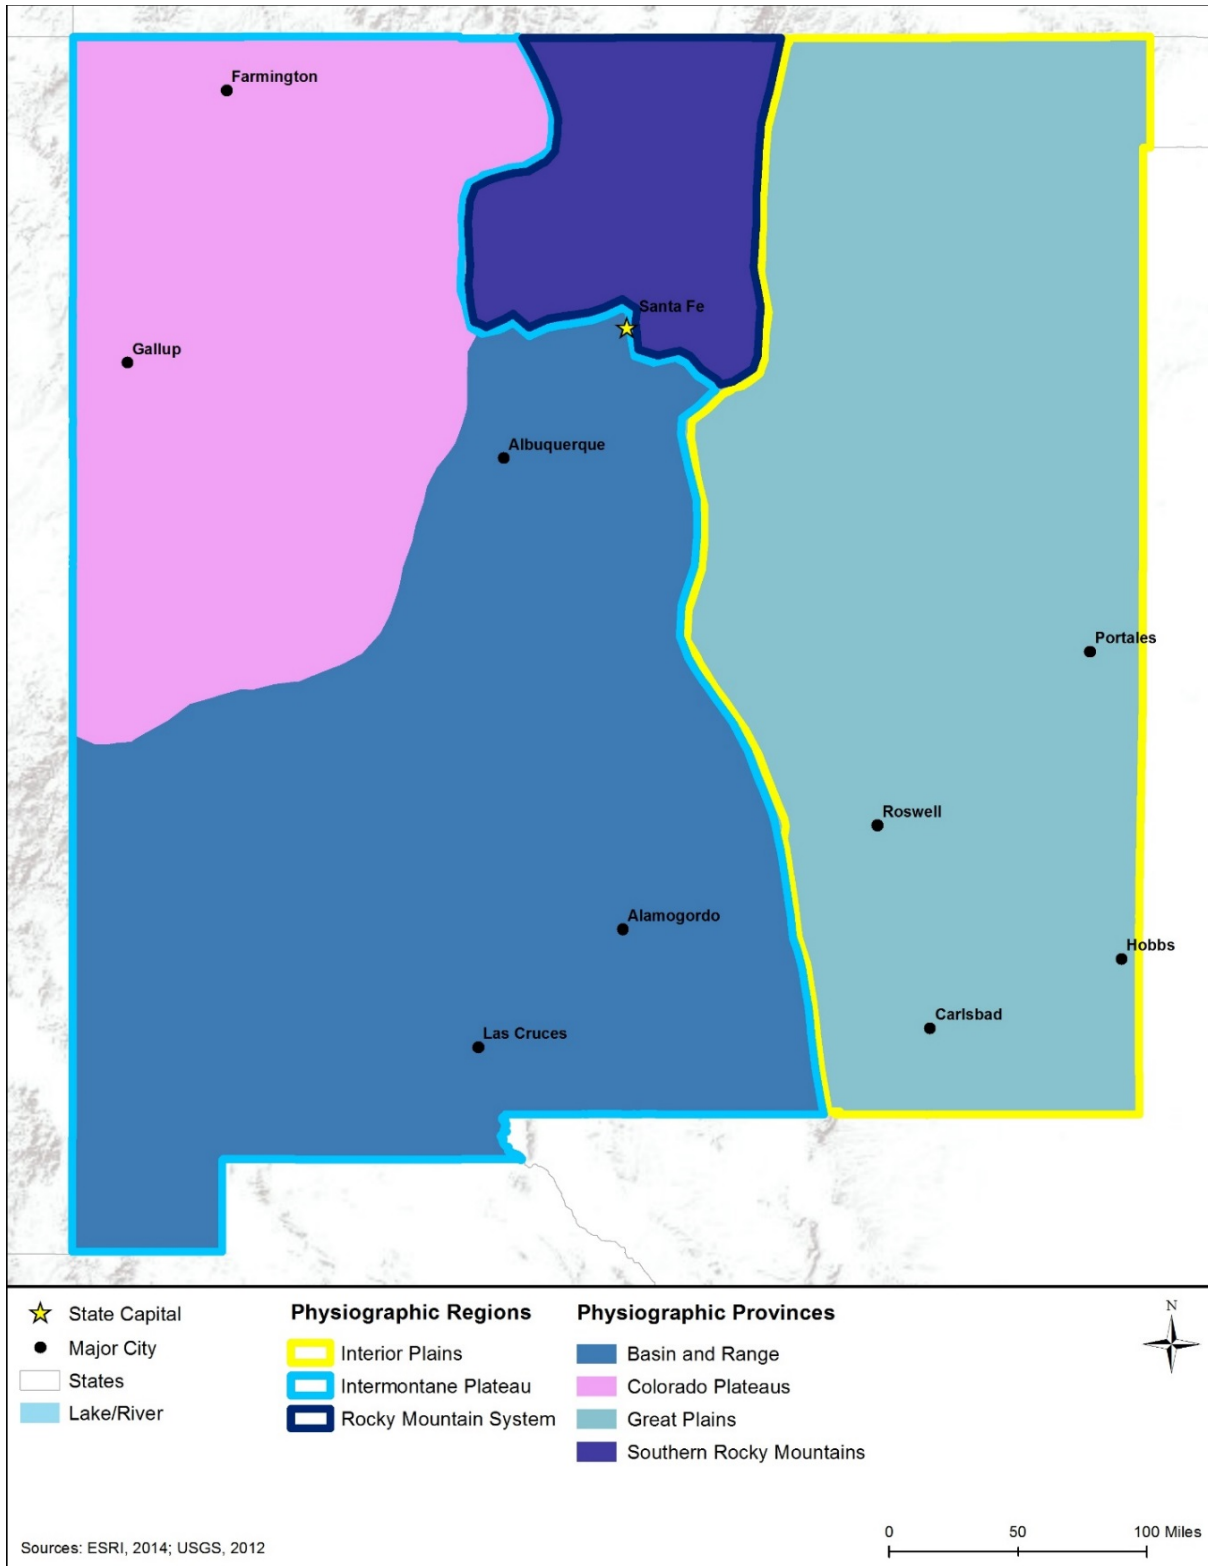 Farmington
Santa Fe
Gallup
Albuquerque
Portales
Roswell
Alamogordo
Hobbs
Carlsbad
Las Cruces
State Capital
Major City
States
Lake/River
Physiographic Regions
Interior Plains
Intermontane Plateau
Rocky Mountain System
Physiographic Provinces
Basin and Range
Colorado Plateaus
Great Plains
Southern Rocky Mountains
N
Sources: ESRI, 2014; USGS, 2012
0 50 100 Miles